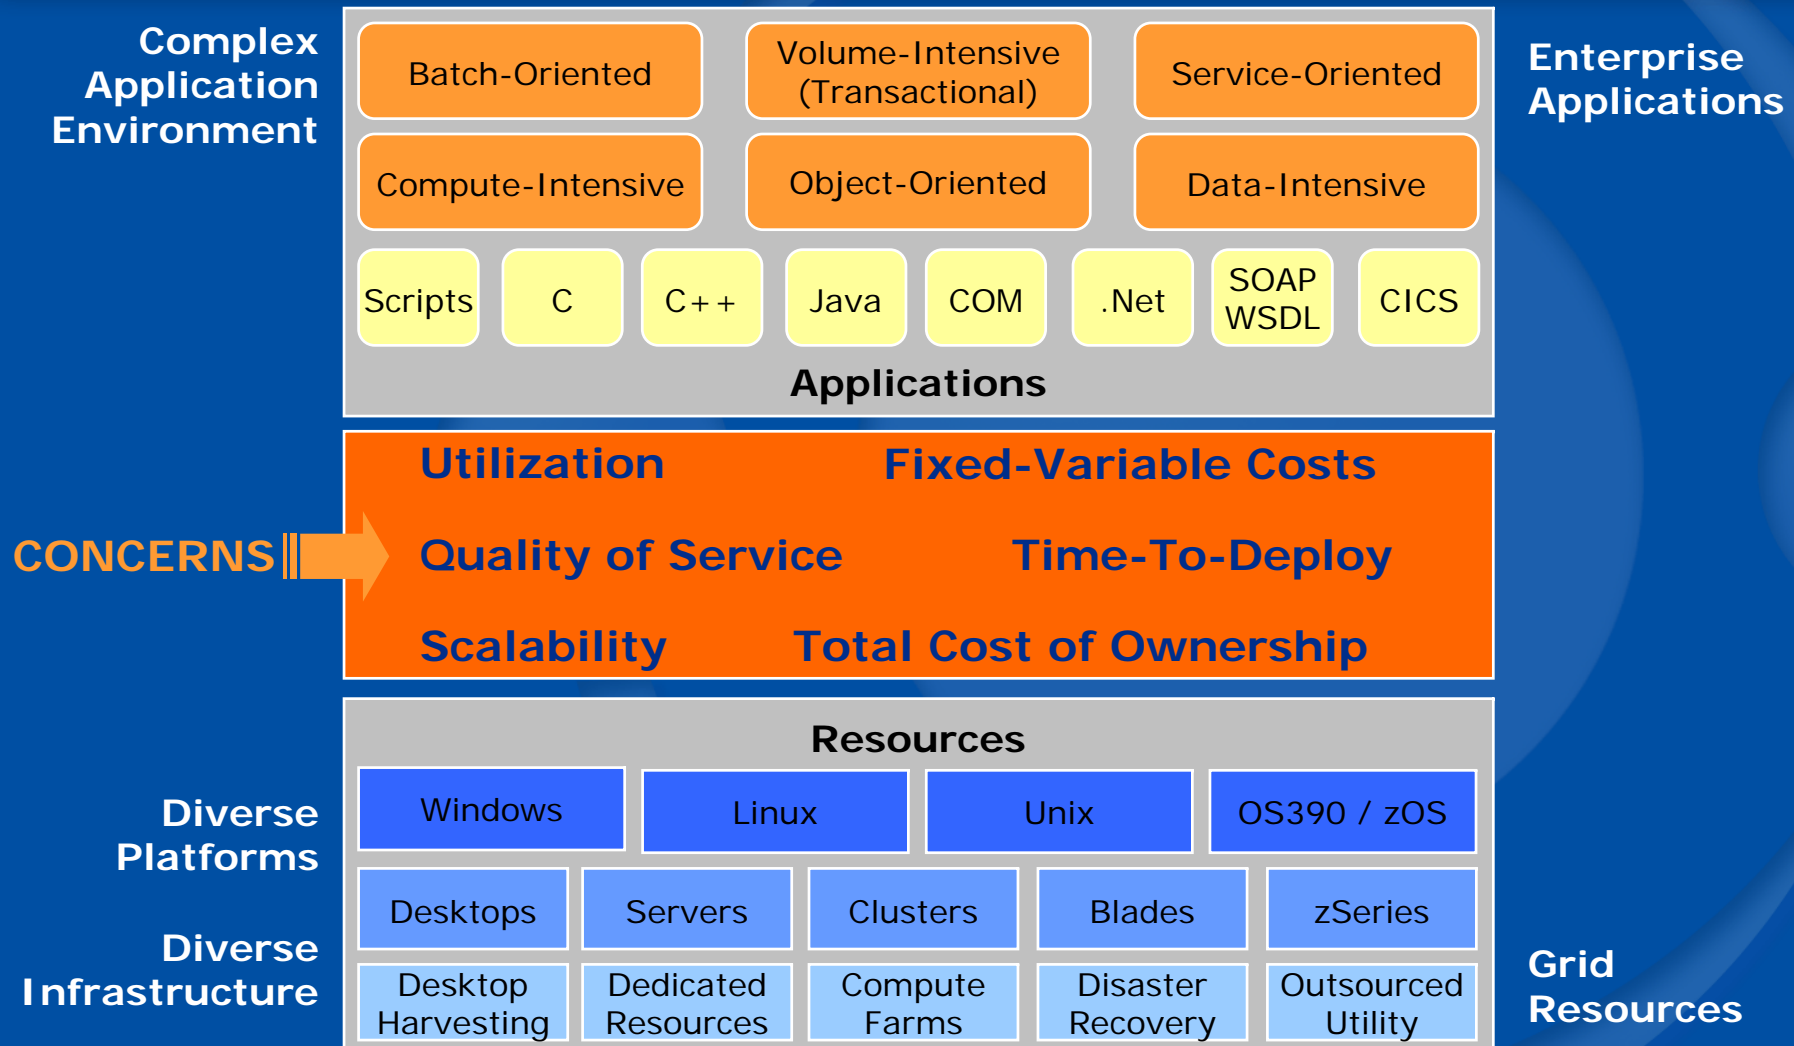 Complex
Application
Environment
Batch-Oriented
Volume-Intensive
(Transactional)
Service-Oriented
Enterprise
Applications
Compute-Intensive
Object-Oriented
Data-Intensive
Scripts
C
C++
Java
COM
.Net
SOAP
WSDL
CICS
Applications
CONCERNS
Utilization
Fixed-Variable Costs
Quality of Service
Time-To-Deploy
Scalability
Total Cost of Ownership
Resources
Diverse
Platforms
Windows
Linux
Unix
OS390 / zOS
Diverse
Infrastructure
Desktops
Servers
Clusters
Blades
zSeries
Desktop
Harvesting
Dedicated
Resources
Compute
Farms
Disaster
Recovery
Outsourced
Utility
Grid
Resources